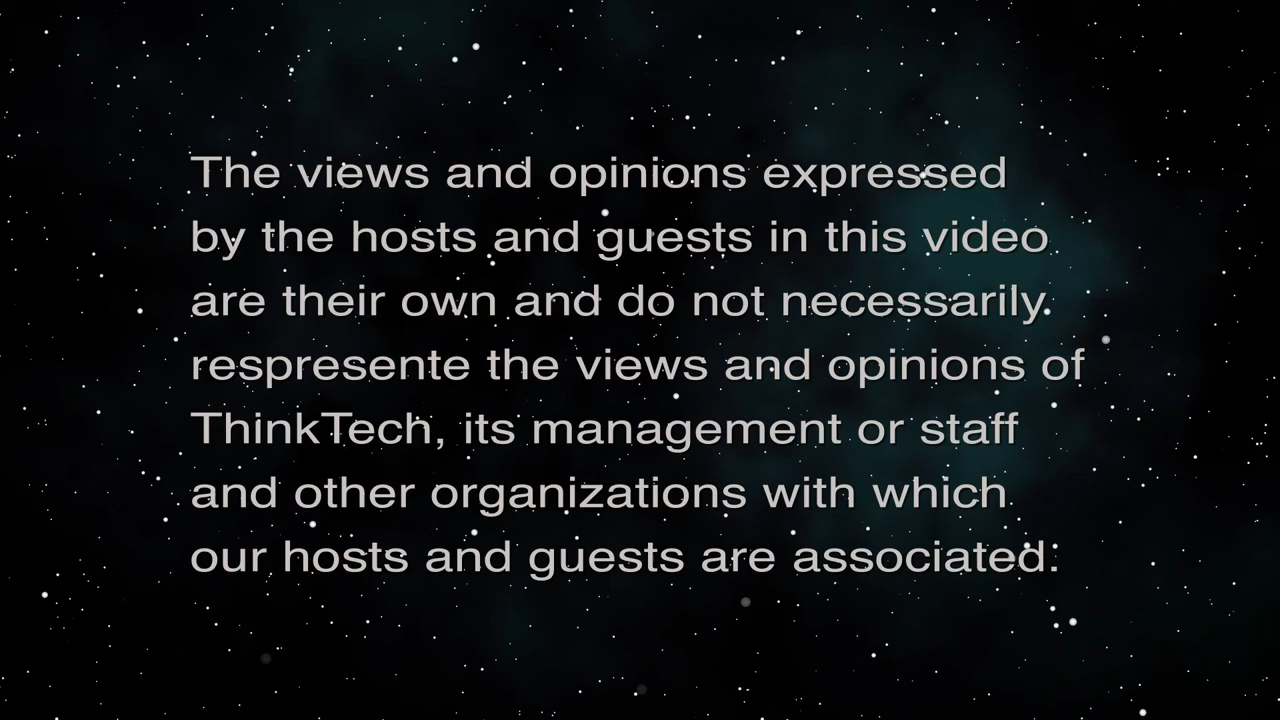 The views and opinions expressed
by the hosts and guests in this video
are their own and do not necessarily
respresente the views and opinions of
ThinkTech, its management or staff
and other organizations with which
our hosts and guests are associated.